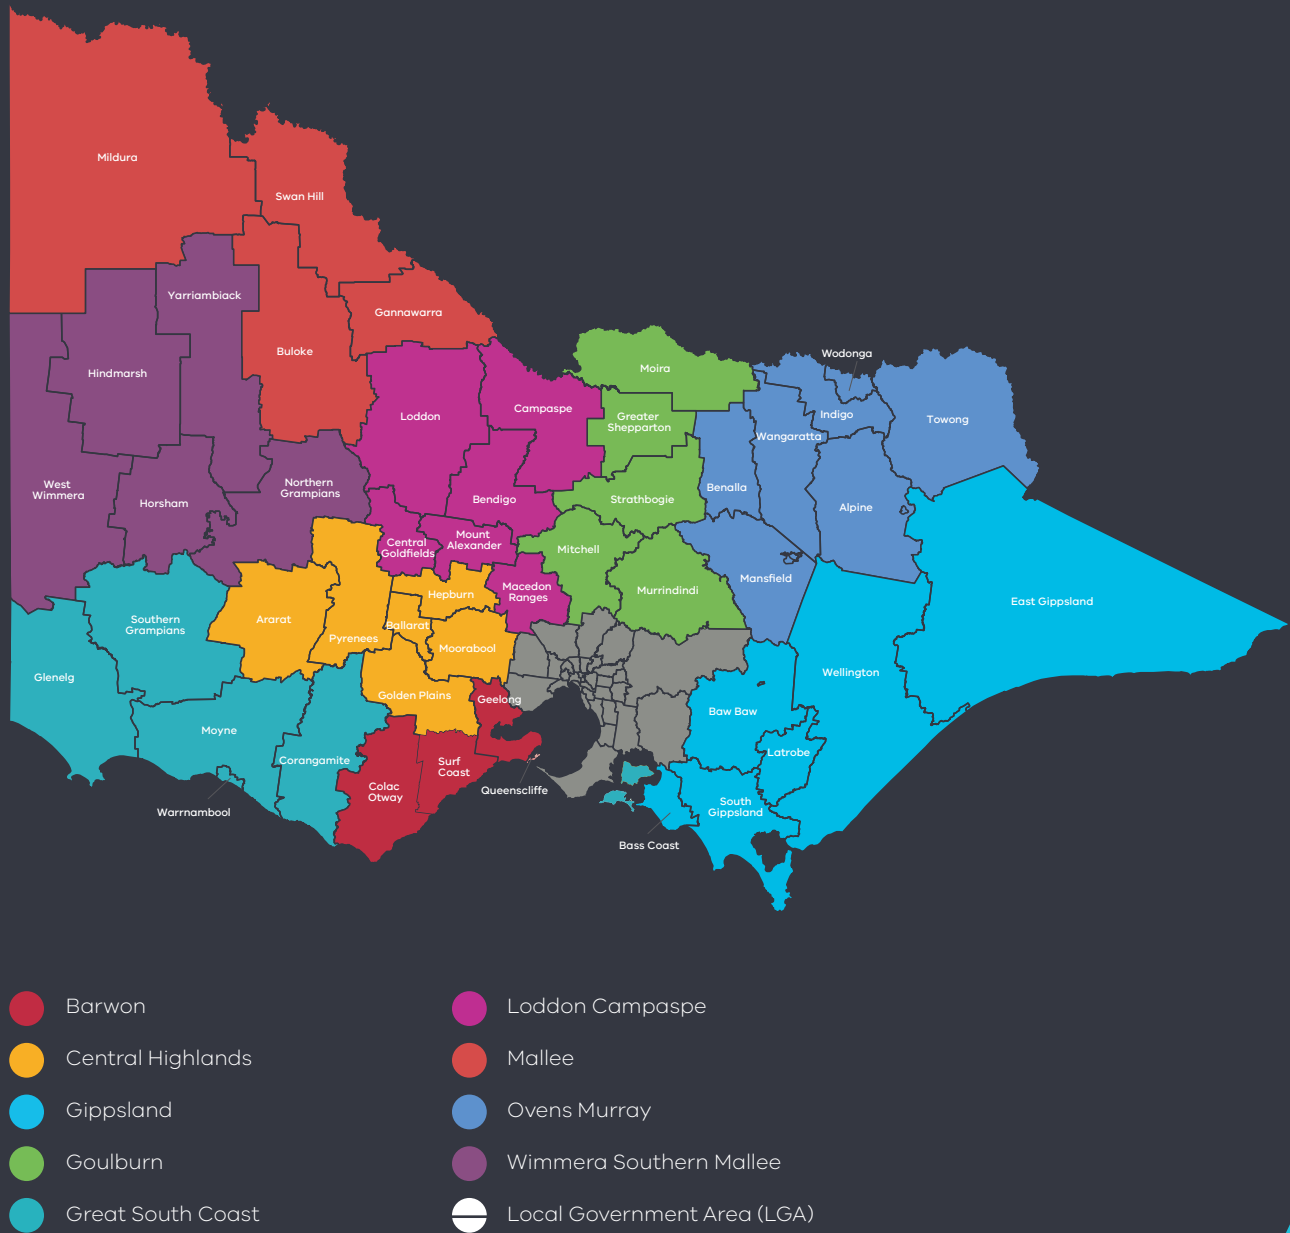 Mildura
Swan Hill
Yarriambiack
Gannawarra
Buloke
Wodonga
Hindmarsh
Moira
Loddon
Campaspe
Greater
Shepparton
Indigo
Towong
Wangaratta
West
Wimmera
Horsham
Northern
Grampians
Bendigo
Strathbogie
Benalla
Alpine
Central
Goldfields
Mount
Alexander
Mitchell
Macedon
Ranges
Murrindindi
Mansfield
East Gippsland
Southern
Grampians
Ararat
Pyrenees
Hepburn
Ballarat
Moorabool
Glenelg
Wellington
Golden Plains
Geelong
Baw Baw
Moyne
Corangamite
Surf
Coast
Latrobe
Colac
Otway
Queenscliffe
Warrnambool
South
Gippsland
Bass Coast
Barwon
Central Highlands
Gippsland
Goulburn
Great South Coast
Loddon Campaspe
Mallee
Ovens Murray
Wimmera Southern Mallee
Local Government Area (LGA)